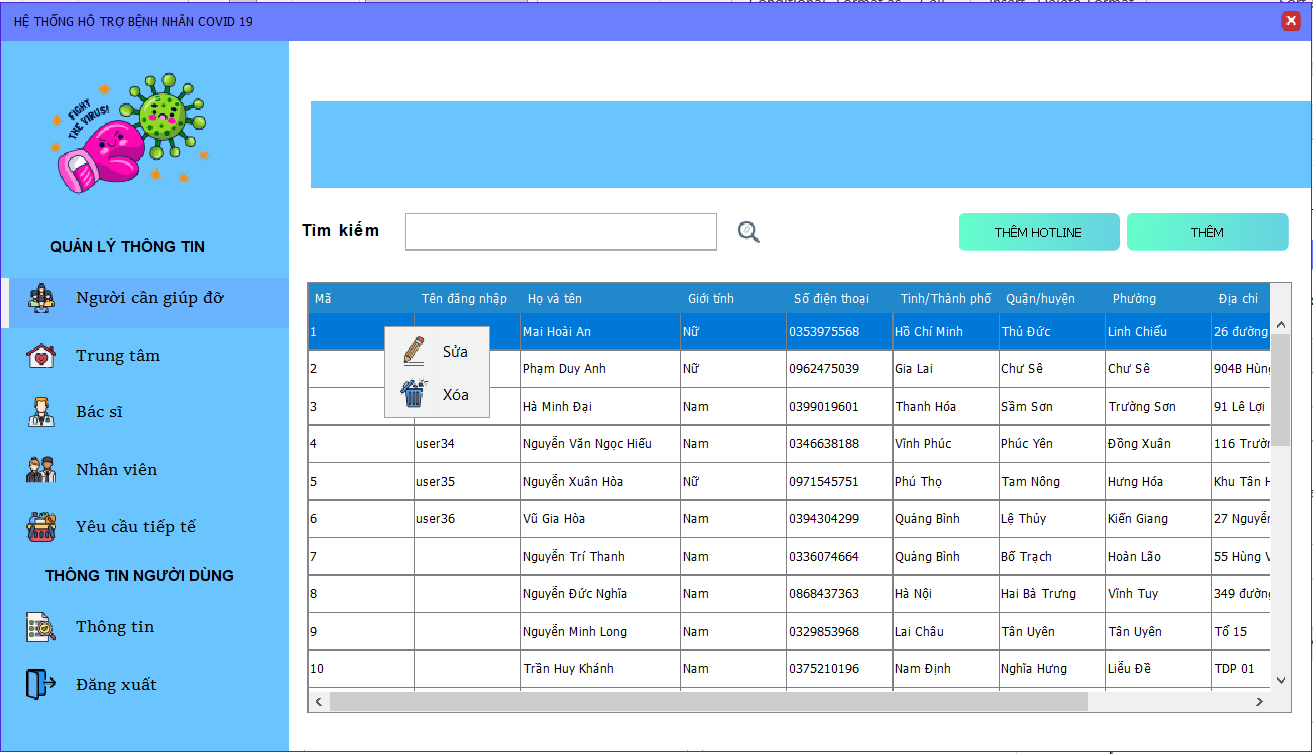 HỆ THỐNG HỖ TRỢ BỆNH NHÂN COVID 19
FIGHT
THE VIRUS!
QUẢN LÝ THÔNG TIN
Người cần giúp đỡ
Trung tâm
Bác sĩ
Nhân viên
Yêu cầu tiếp tế
THÔNG TIN NGƯỜI DÙNG
Thông tin
Đăng xuất
Tìm kiếm
THÊM HOTLINE
THÊM
Mã Tên đăng nhập Họ và tên Giới tính Số điện thoại Tỉnh/Thành phố Quận/huyện Phường Địa chỉ
1 Mai Hoài An Nữ 0353975568 Hồ Chí Minh Thủ Đức Linh Chiểu 26 đường
Sửa
2 Phạm Duy Anh Nữ 0962475039 Gia Lai Chư Sê Chư Sê 904B Hùn
Xóa
3 Hà Minh Đại Nam 0399019601 Thanh Hóa Sầm Sơn Trường Sơn 91 Lê Lợi
4 user34 Nguyễn Văn Ngọc Hiếu Nam 0346638188 Vĩnh Phúc Phúc Yên Đồng Xuân 116 Trườ
5 user35 Nguyễn Xuân Hòa Nữ 0971545751 Phú Thọ Tam Nông Hưng Hóa Khu Tân H
6 user36 Vũ Gia Hòa Nam 0394304299 Quảng Bình Lệ Thủy Kiến Giang 27 Nguyễ
7 Nguyễn Trí Thanh Nam 0336074664 Quảng Bình Bố Trạch Hoàn Lão 55 Hùng V
8 Nguyễn Đức Nghĩa Nam 0868437363 Hà Nội Hai Bà Trưng Vĩnh Tuy 349 đườn
9 Nguyễn Minh Long Nam 0329853968 Lai Châu Tân Uyên Tân Uyên Tổ 15
10 Trần Huy Khánh Nam 0375210196 Nam Định Nghĩa Hưng Liễu Đề TDP 01